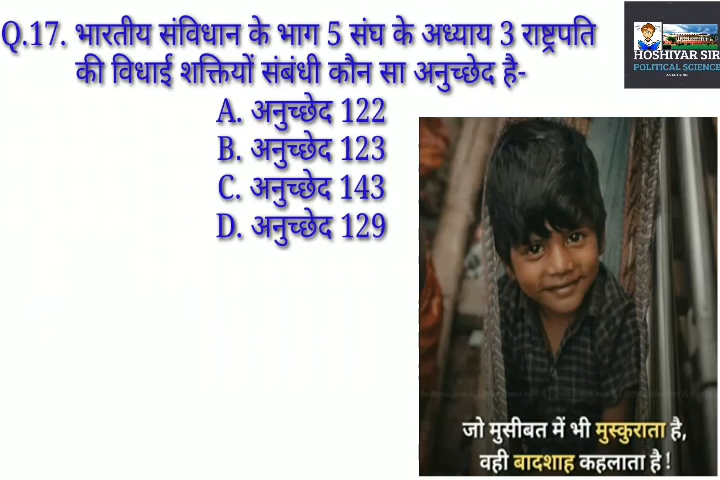 Q.17. भारतीय संविधान के भाग 5 संघ के अध्याय 3 राष्ट्रपति
की विधाई शक्तियों संबंधी कौन सा अनुच्छेद है-
A. अनुच्छेद 122
B. अनुच्छेद 123
C. अनुच्छेद 143
D. अनुच्छेद 129
HOSHIYAR SIR
POLITICAL SCIENCE
जो मुसीबत में भी मुस्कुराता है,
वही बादशाह कहलाता है!